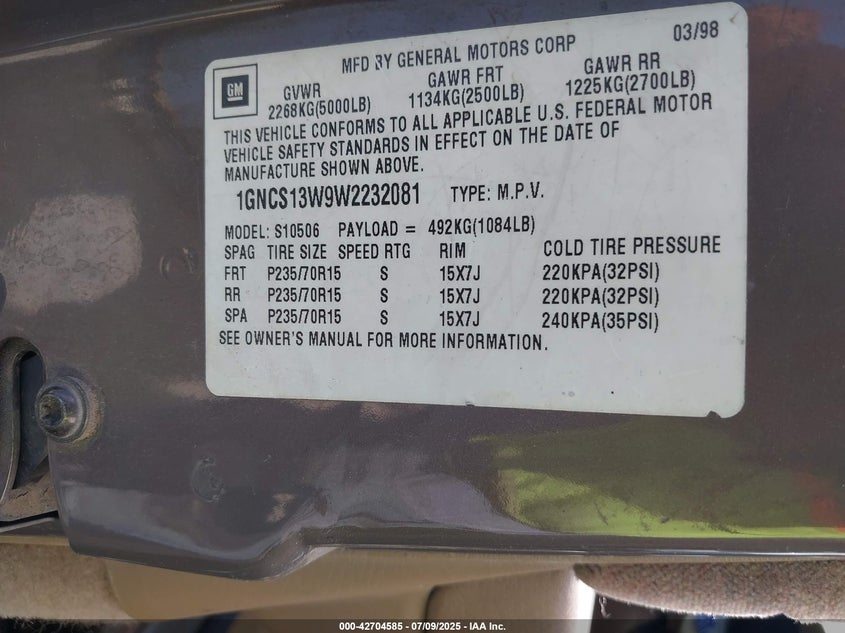 MFD BY GENERAL MOTORS CORP 03/98
GM
GVWR GAWR FRT GAWR RR
2268KG(5000LB) 1134KG(2500LB) 1225KG(2700LB)
THIS VEHICLE CONFORMS TO ALL APPLICABLE U.S. FEDERAL MOTOR
VEHICLE SAFETY STANDARDS IN EFFECT ON THE DATE OF
MANUFACTURE SHOWN ABOVE.
1GNCS13W9W2232081 TYPE: M.P.V.
MODEL: S10506 PAYLOAD = 492KG(1084LB)
SPAG TIRE SIZE SPEED RTG RIM COLD TIRE PRESSURE
FRT P235/70R15 S 15X7J 220KPA(32PSI)
RR P235/70R15 S 15X7J 220KPA(32PSI)
SPA P235/70R15 S 15X7J 240KPA(35PSI)
SEE OWNER'S MANUAL FOR MORE INFORMATION.
000-42704585 - 07/09/2025 - IAA Inc.